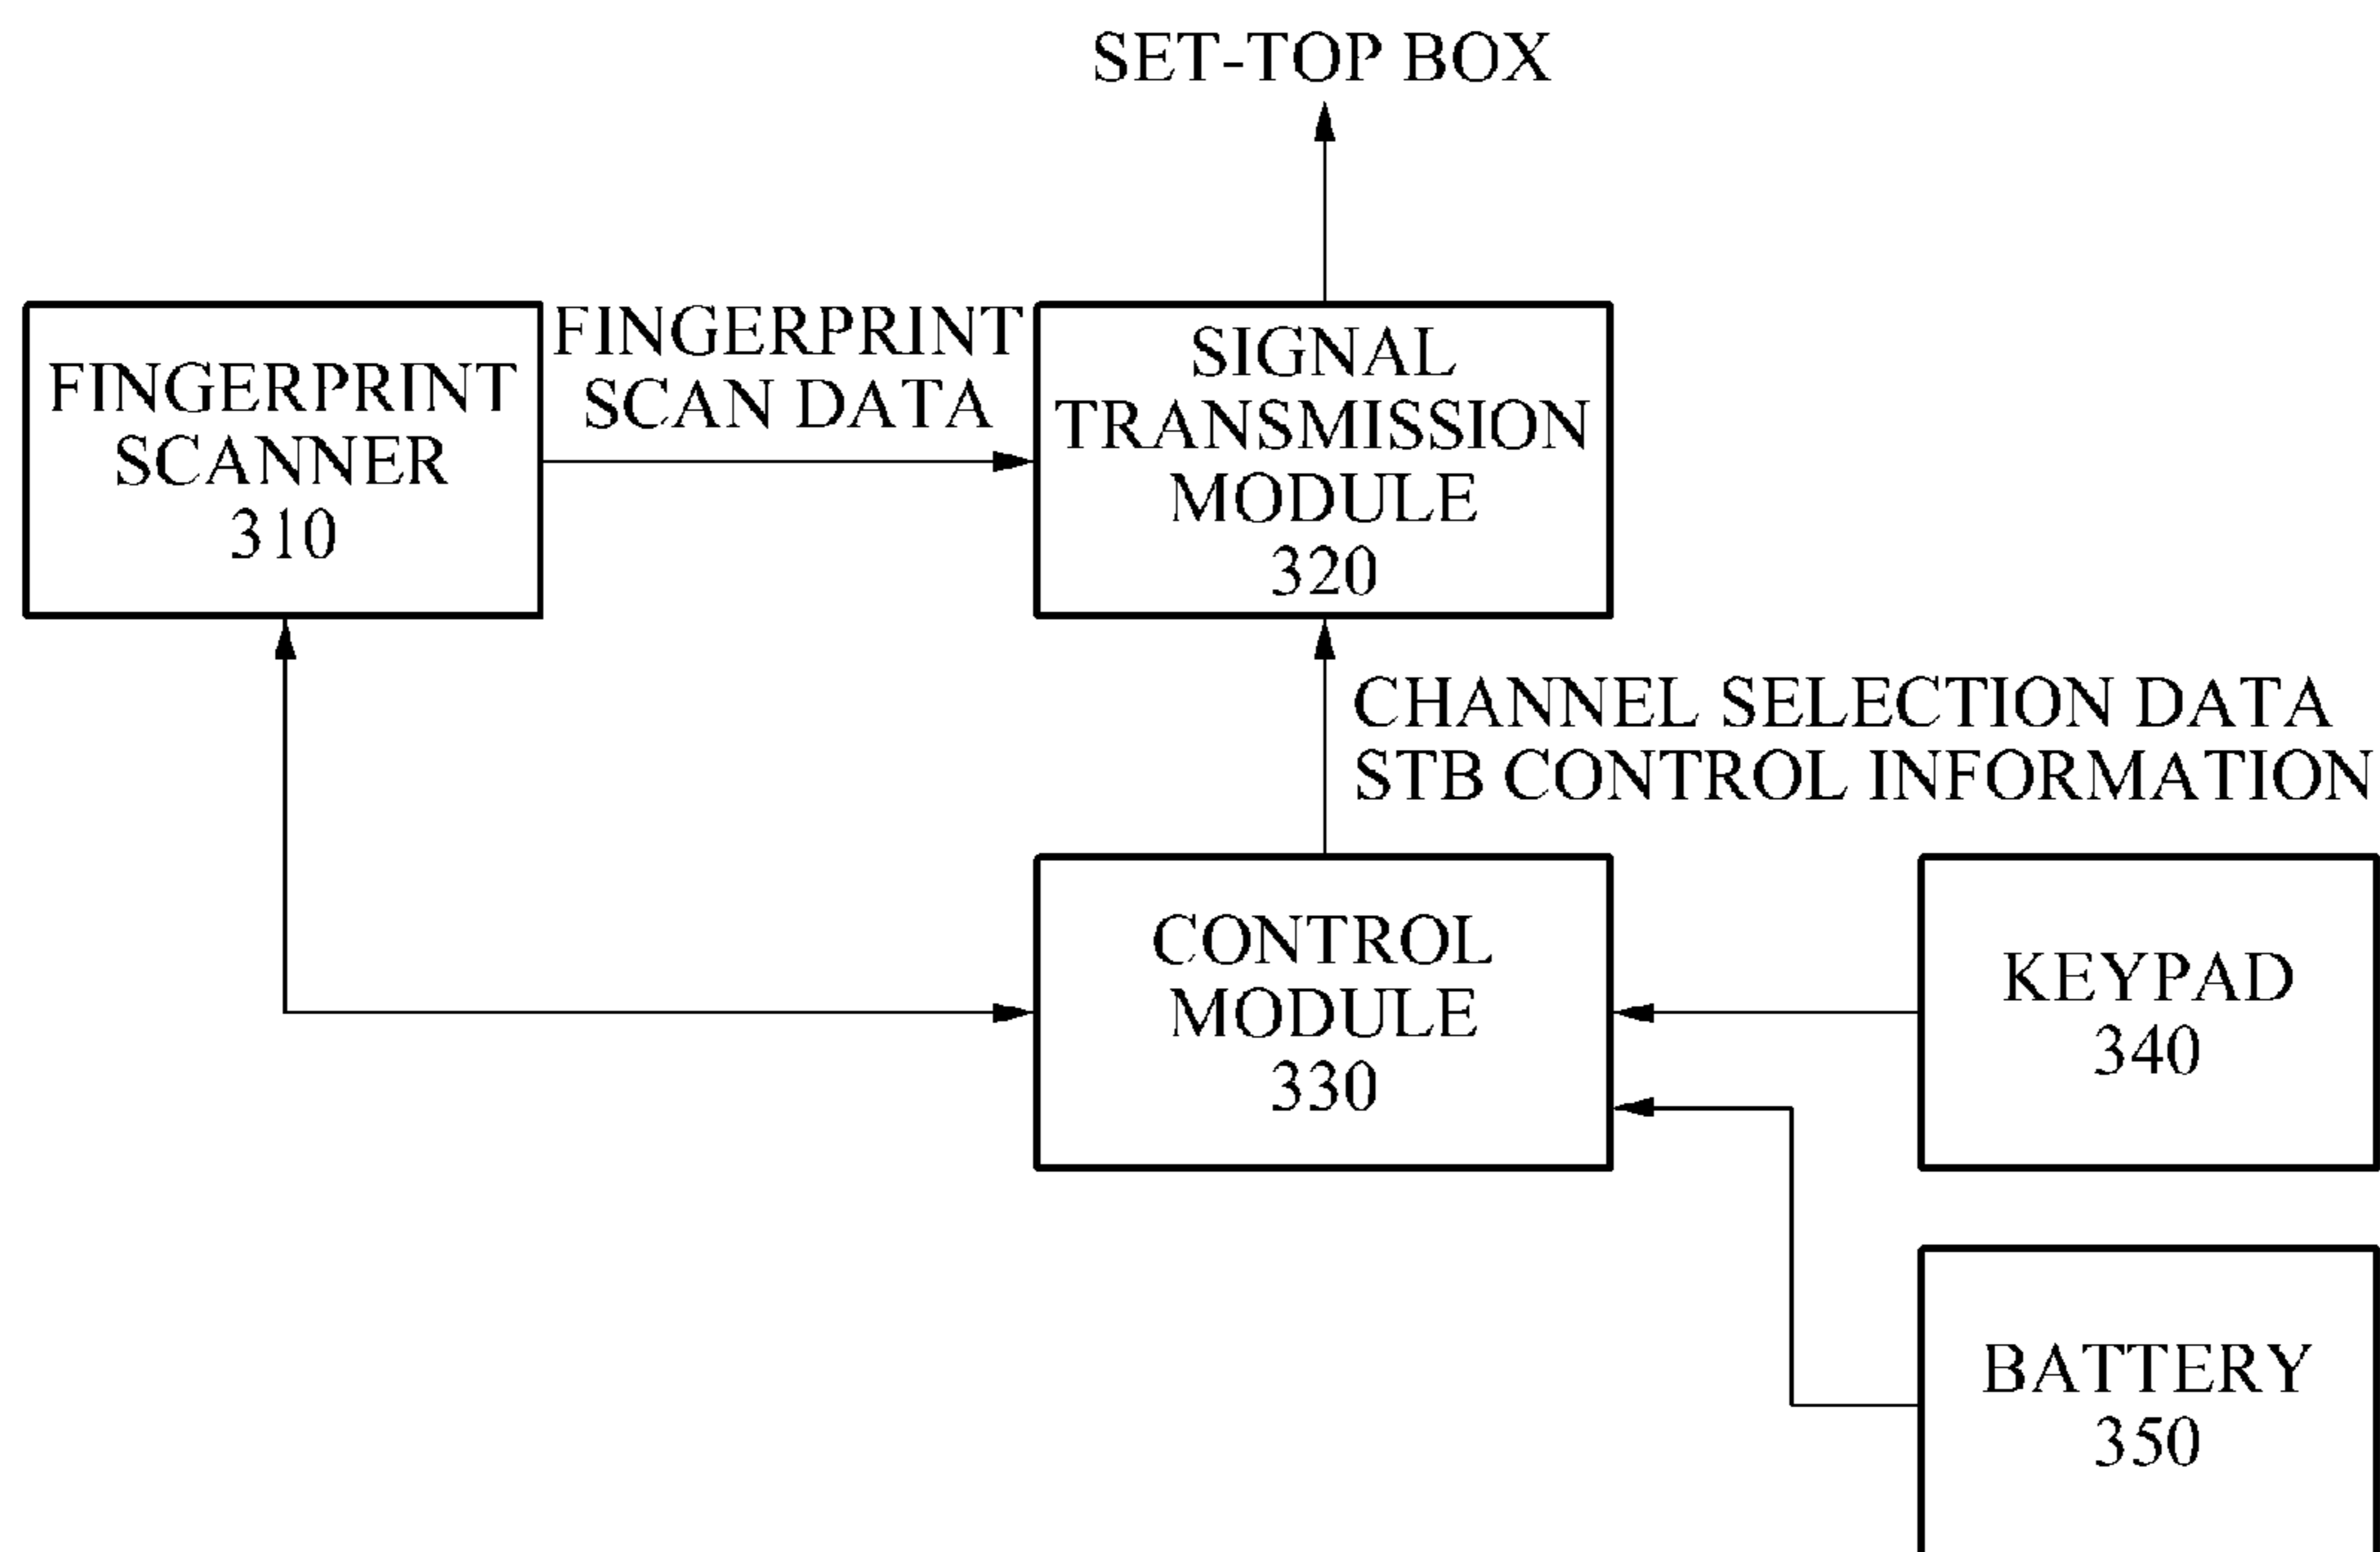 SET-TOP BOX
FINGERPRINT
SCANNER
310
FINGERPRINT
SCAN DATA
SIGNAL
TRANSMISSION
MODULE
320
CHANNEL SELECTION DATA
STB CONTROL INFORMATION
CONTROL
MODULE
330
KEYPAD
340
BATTERY
350